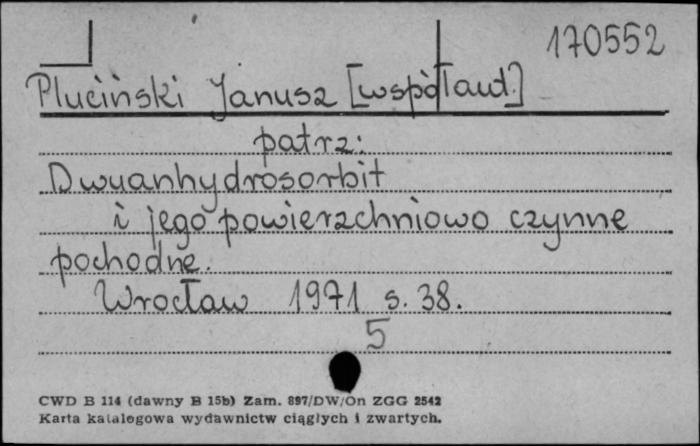 170552
Pluciński Janusz [współaut.]
patrz:
Dwuanhydrosorbit
i jego powierzchniowo czynne
pochodne.
Wrocław 1971 s. 38.
5
CWD B 114 (dawny B 15b) Zam. 897/DW/On ZGG 2542
Karta katalogowa wydawnictw ciągłych i zwartych.